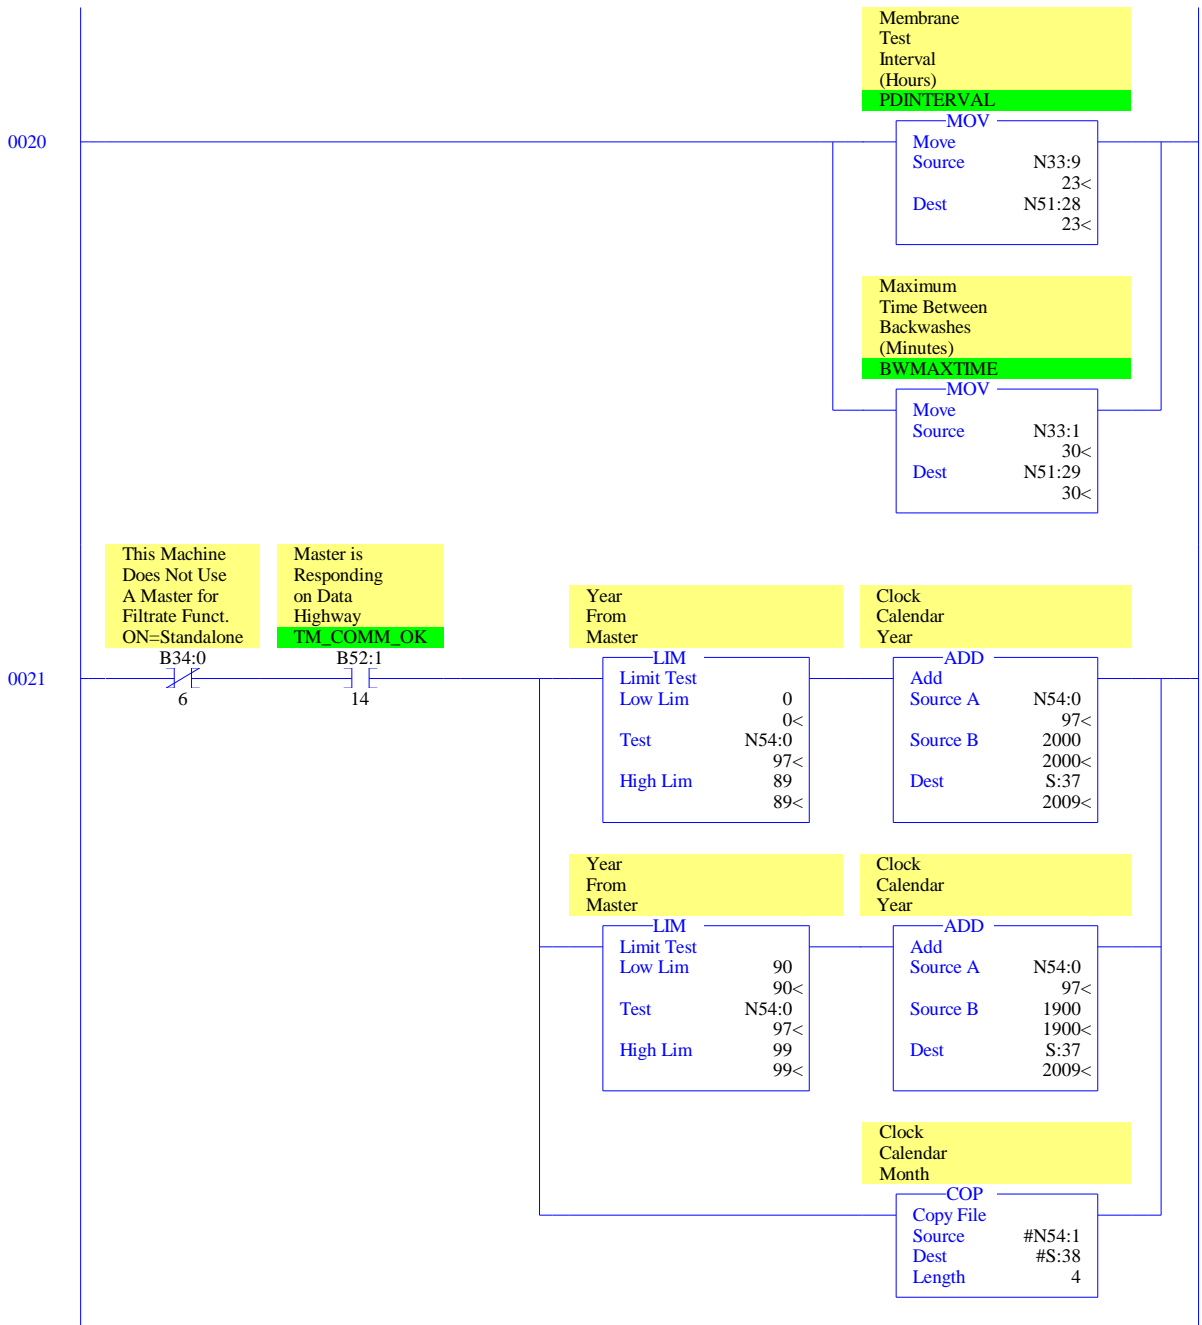 Membrane
Test
Interval
(Hours)
PDINTERVAL
MOV
0020
Move
Source N33:9
23<
Dest N51:28
23<
Maximum
Time Between
Backwashes
(Minutes)
BWMAXTIME
MOV
Move
Source N33:1
30<
Dest N51:29
30<
This Machine
Does Not Use
A Master for
Filtrate Funct.
ON=Standalone
B34:0
6
Master is
Responding
on Data
Highway
TM_COMM_OK
B52:1
14
0021
Year
From
Master
LIM
Limit Test
Low Lim 0
0<
Test N54:0
97<
High Lim 89
89<
Clock
Calendar
Year
ADD
Add
Source A N54:0
97<
Source B 2000
2000<
Dest S:37
2009<
Year
From
Master
LIM
Limit Test
Low Lim 90
90<
Test N54:0
97<
High Lim 99
99<
Clock
Calendar
Year
ADD
Add
Source A N54:0
97<
Source B 1900
1900<
Dest S:37
2009<
Clock
Calendar
Month
COP
Copy File
Source #N54:1
Dest #S:38
Length 4